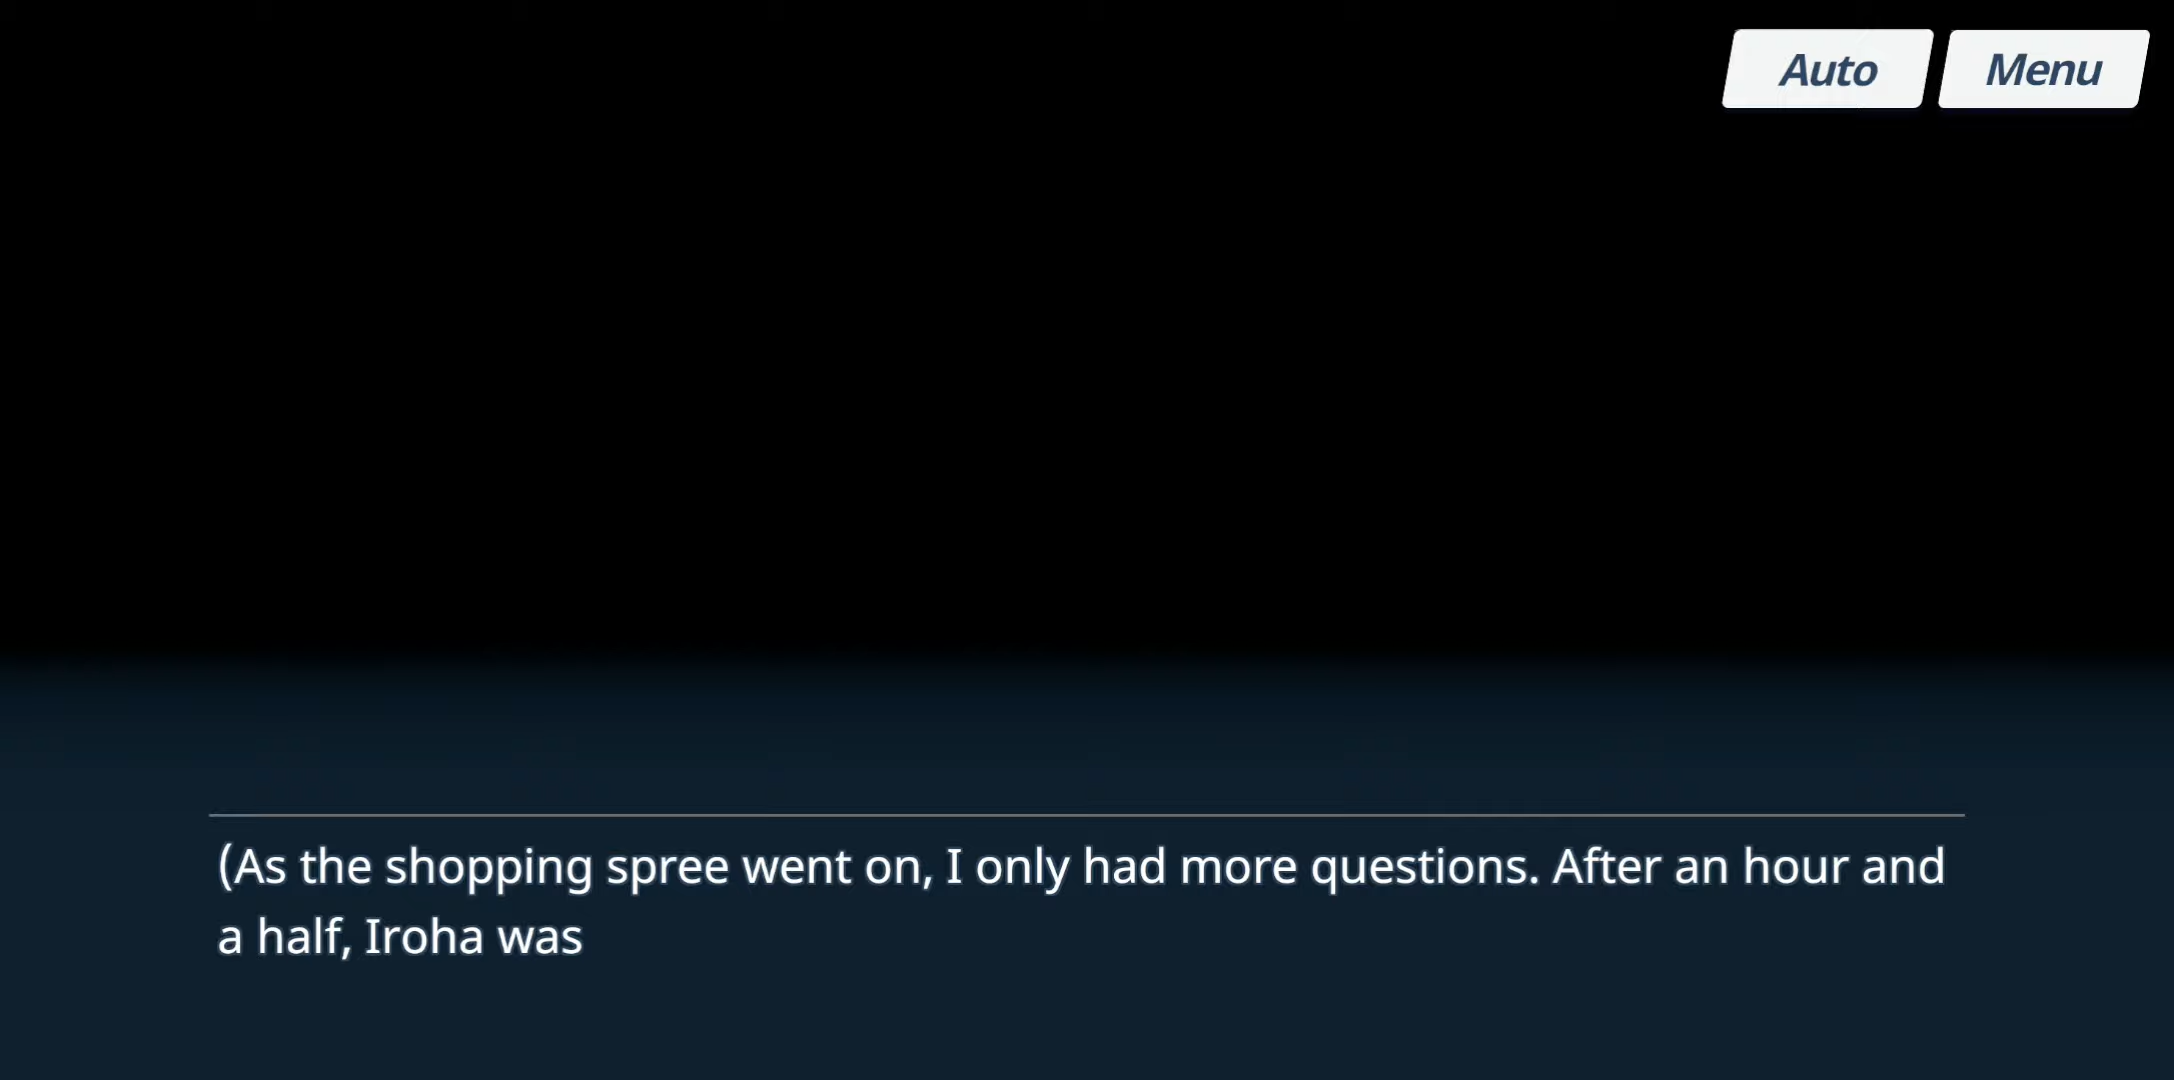 Auto Menu
(As the shopping spree went on, I only had more questions. After an hour and
a half, Iroha was